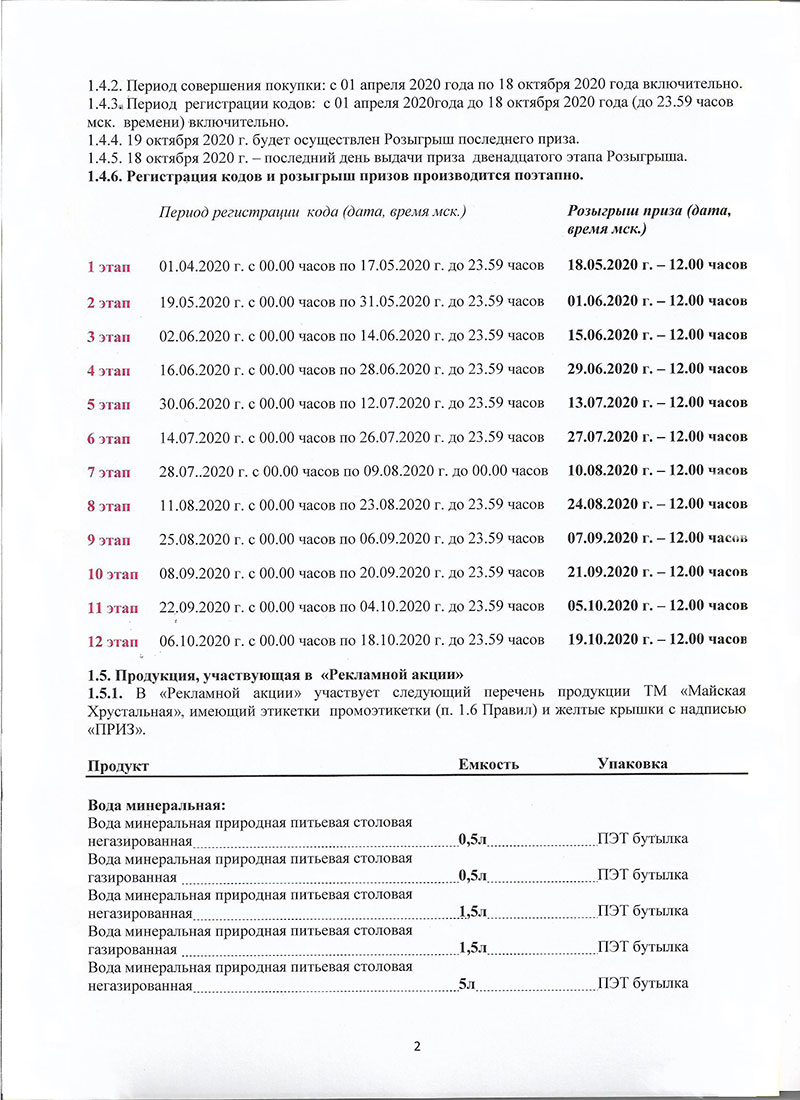 1.4.2. Период совершения покупки: с 01 апреля 2020 года по 18 октября 2020 года включительно.
1.4.3. Период регистрации кодов: с 01 апреля 2020года до 18 октября 2020 года (до 23.59 часов
мск. времени) включительно.
1.4.4. 19 октября 2020 г. будет осуществлен Розыгрыш последнего приза.
1.4.5. 18 октября 2020 г. – последний день выдачи приза двенадцатого этапа Розыгрыша.
1.4.6. Регистрация кодов и розыгрыш призов производится поэтапно.
Период регистрации кода (дата, время мск.) Розыгрыш приза (дата,
время мск.)
1 этап 01.04.2020 г. с 00.00 часов по 17.05.2020 г. до 23.59 часов 18.05.2020 г. – 12.00 часов
2 этап 19.05.2020 г. с 00.00 часов по 31.05.2020 г. до 23.59 часов 01.06.2020 г. – 12.00 часов
3 этап 02.06.2020 г. с 00.00 часов по 14.06.2020 г. до 23.59 часов 15.06.2020 г. – 12.00 часов
4 этап 16.06.2020 г. с 00.00 часов по 28.06.2020 г. до 23.59 часов 29.06.2020 г. – 12.00 часов
5 этап 30.06.2020 г. с 00.00 часов по 12.07.2020 г. до 23.59 часов 13.07.2020 г. – 12.00 часов
6 этап 14.07.2020 г. с 00.00 часов по 26.07.2020 г. до 23.59 часов 27.07.2020 г. – 12.00 часов
7 этап 28.07..2020 г. с 00.00 часов по 09.08.2020 г. до 00.00 часов 10.08.2020 г. – 12.00 часов
8 этап 11.08.2020 г. с 00.00 часов по 23.08.2020 г. до 23.59 часов 24.08.2020 г. – 12.00 часов
9 этап 25.08.2020 г. с 00.00 часов по 06.09.2020 г. до 23.59 часов 07.09.2020 г. – 12.00 часов
10 этап 08.09.2020 г. с 00.00 часов по 20.09.2020 г. до 23.59 часов 21.09.2020 г. – 12.00 часов
11 этап 22.09.2020 г. с 00.00 часов по 04.10.2020 г. до 23.59 часов 05.10.2020 г. – 12.00 часов
12 этап 06.10.2020 г. с 00.00 часов по 18.10.2020 г. до 23.59 часов 19.10.2020 г. – 12.00 часов
1.5. Продукция, участвующая в «Рекламной акции»
1.5.1. В «Рекламной акции» участвует следующий перечень продукции ТМ «Майская
Хрустальная», имеющий этикетки промоэтикетки (п. 1.6 Правил) и желтые крышки с надписью
«ПРИЗ».
Продукт Емкость Упаковка
Вода минеральная:
Вода минеральная природная питьевая столовая
негазированная 0,5л ПЭТ бутылка
Вода минеральная природная питьевая столовая
газированная 0,5л ПЭТ бутылка
Вода минеральная природная питьевая столовая
негазированная 1,5л ПЭТ бутылка
Вода минеральная природная питьевая столовая
газированная 1,5л ПЭТ бутылка
Вода минеральная природная питьевая столовая
негазированная 5л ПЭТ бутылка
2